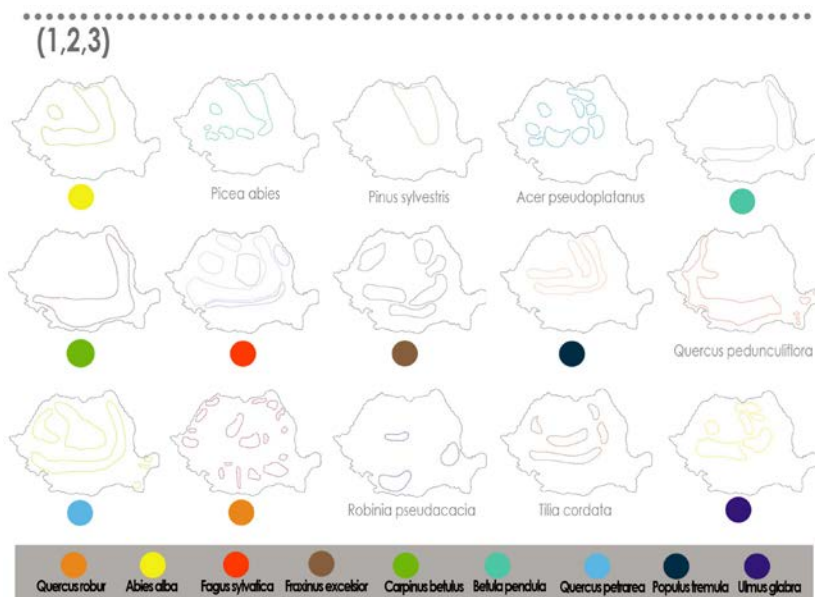 (1,2,3)
Picea abies
Pinus sylvestris
Acer pseudoplatanus
Quercus pedunculiflora
Robinia pseudacacia
Tilia cordata
Quercus robur
Abies alba
Fagus sylvatica
Fraxinus excelsior
Carpinus betulus
Betula pendula
Quercus petrarea
Populus tremula
Ulmus glabra